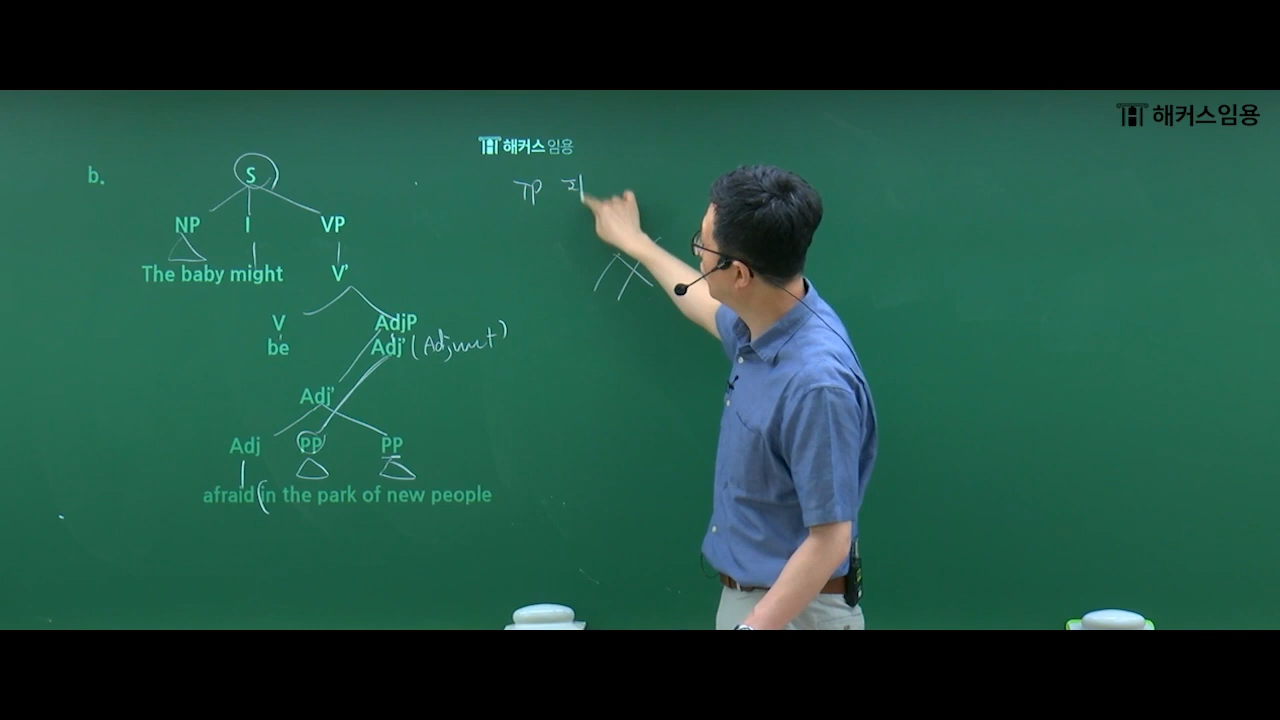 해커스임용
해커스임용
b.
S
TP
NP I VP
The baby might V'
V AdjP
be Adj' (Adjunct)
Adj'
Adj PP PP
afraid in the park of new people